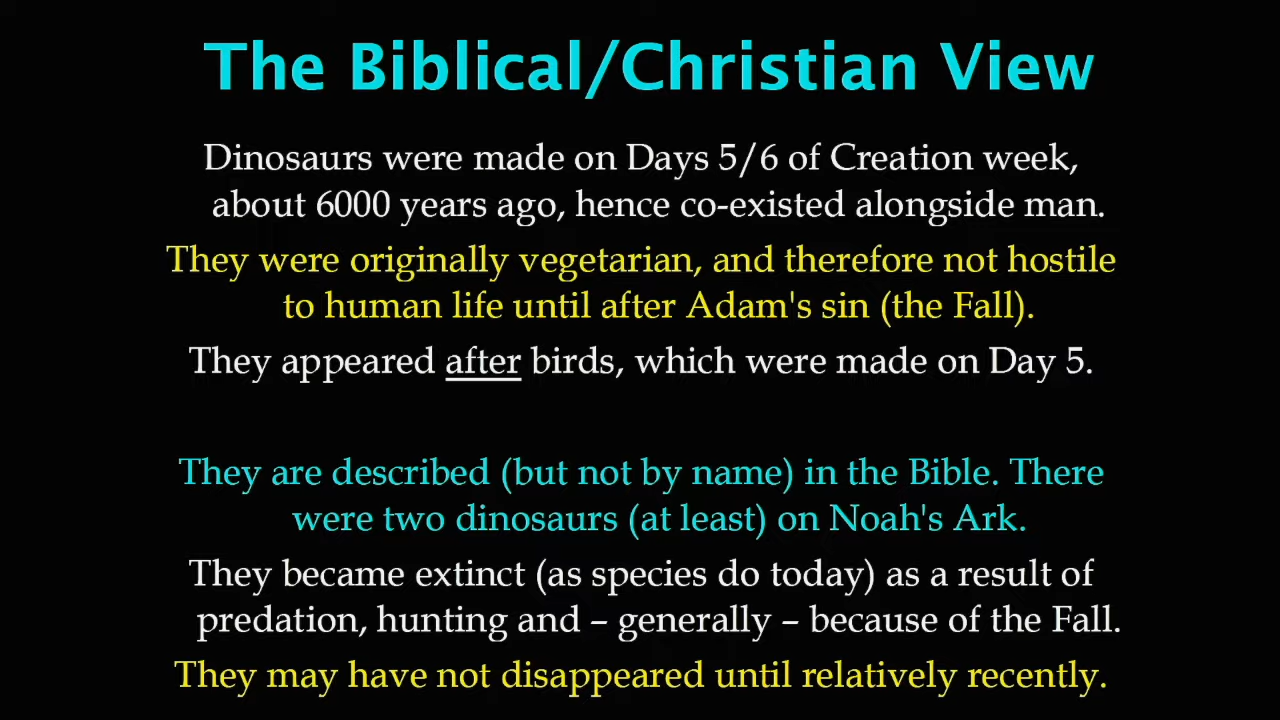 The Biblical/Christian View
Dinosaurs were made on Days 5/6 of Creation week,
about 6000 years ago, hence co-existed alongside man.
They were originally vegetarian, and therefore not hostile
to human life until after Adam's sin (the Fall).
They appeared after birds, which were made on Day 5.
They are described (but not by name) in the Bible. There
were two dinosaurs (at least) on Noah's Ark.
They became extinct (as species do today) as a result of
predation, hunting and – generally – because of the Fall.
They may have not disappeared until relatively recently.